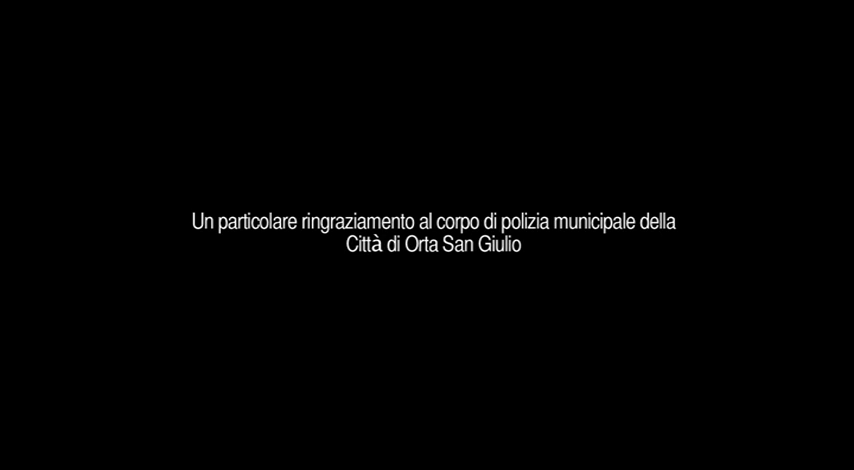 Un particolare ringraziamento al corpo di polizia municipale della
Città di Orta San Giulio